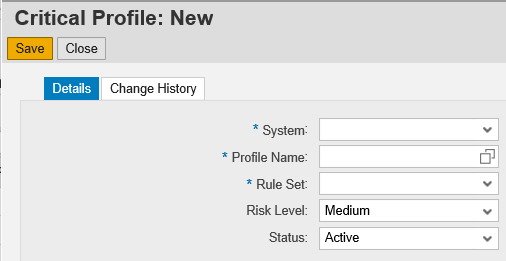 Critical Profile: New
Save Close
Details Change History
* System:
* Profile Name:
* Rule Set:
Risk Level: Medium
Status: Active